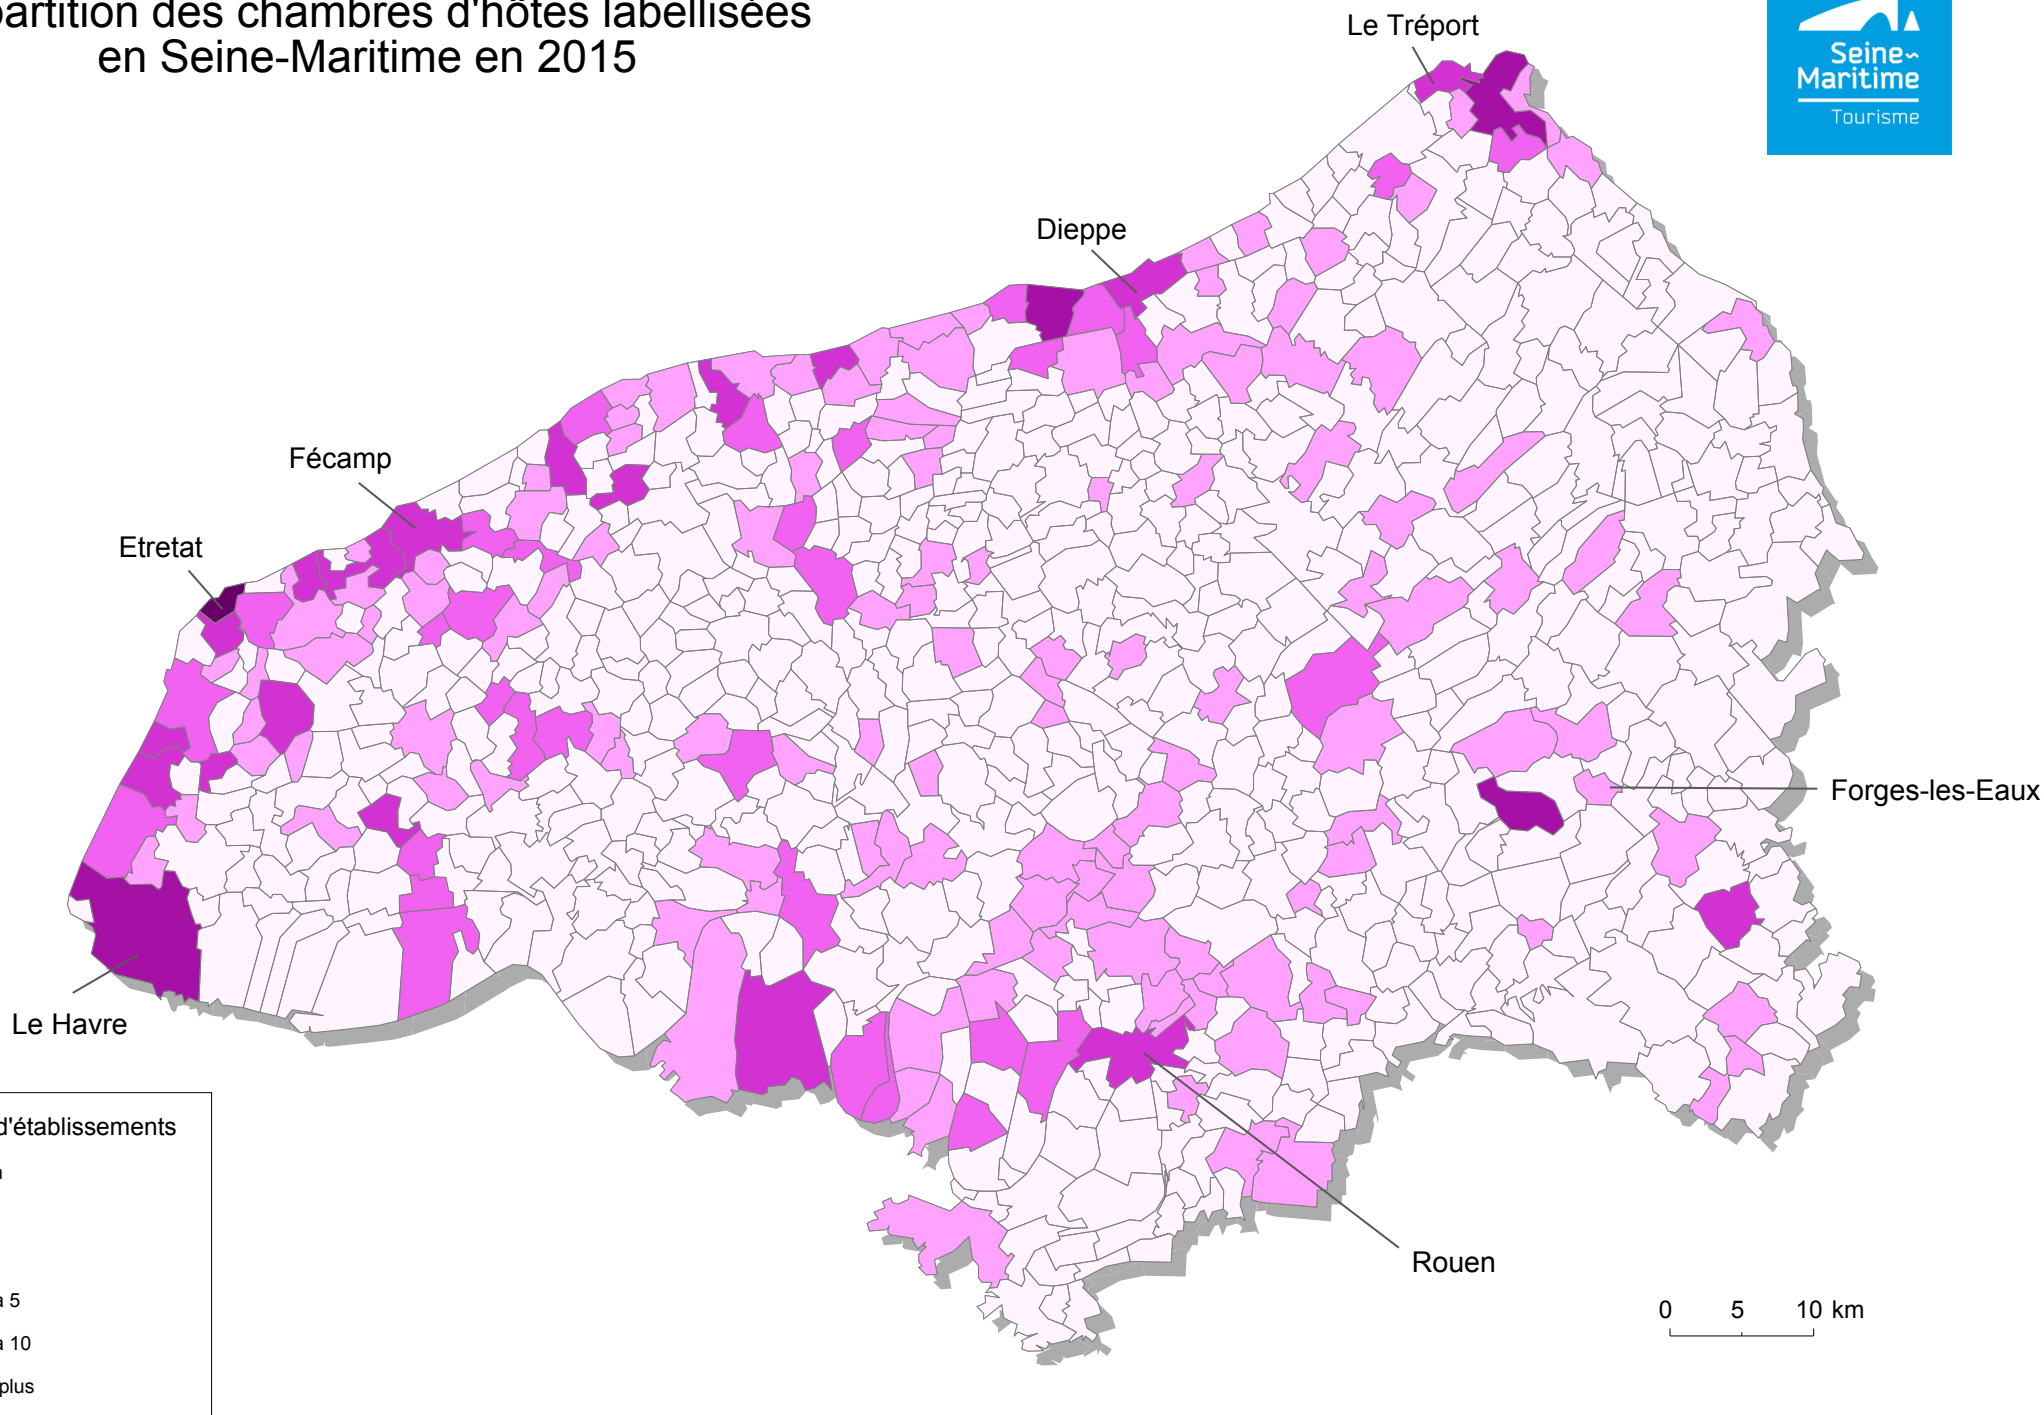 partition des chambres d'hôtes labellisées
en Seine-Maritime en 2015
Le Tréport
Seine~
Maritime
Tourisme
Dieppe
Fécamp
Etretat
Forges-les-Eaux
Le Havre
d'établissements
à 5
à 10
plus
Rouen
0 5 10 km